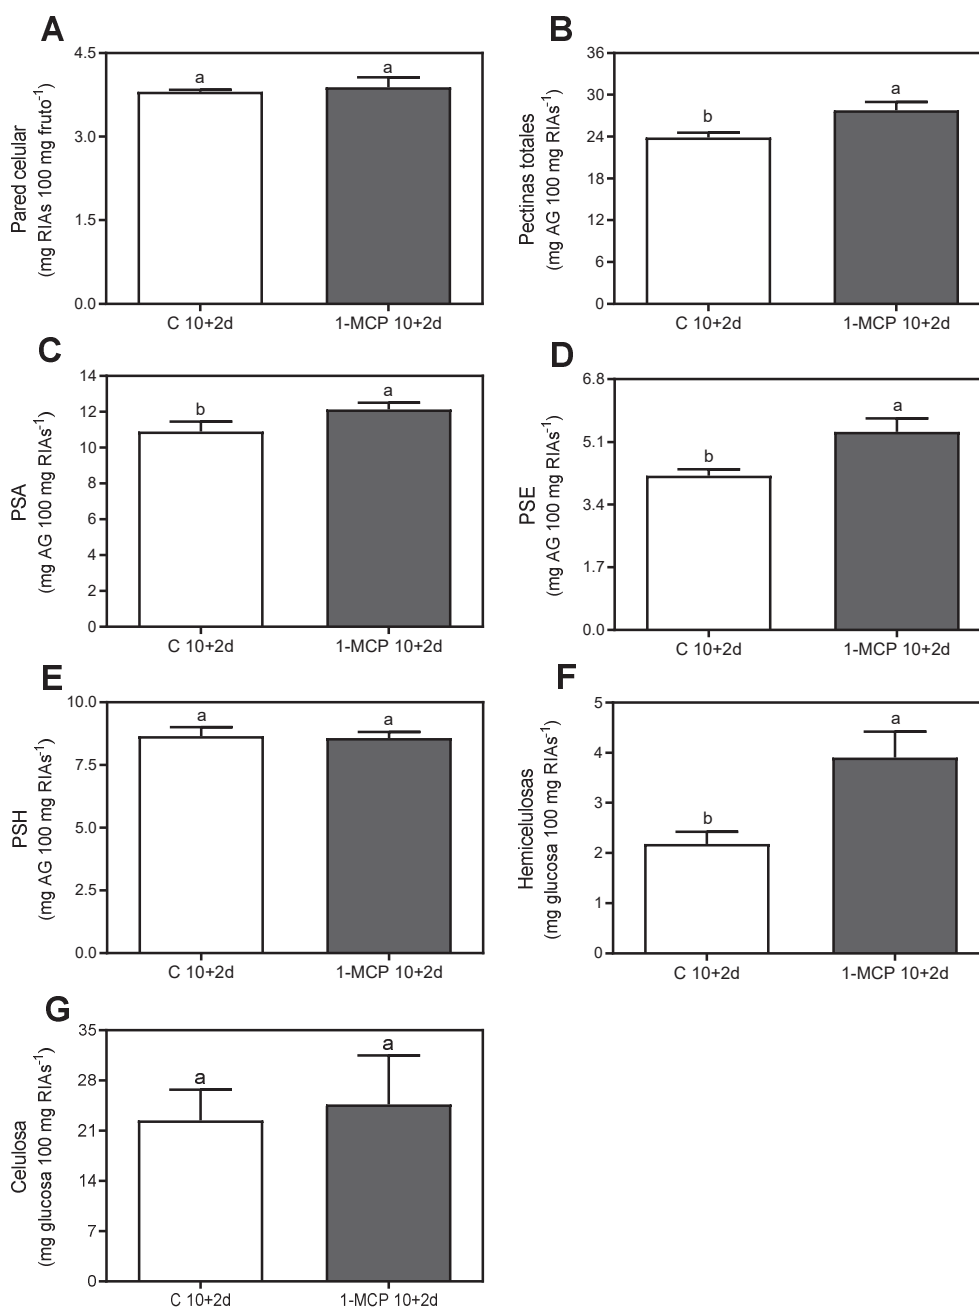 A
Pared celular
(mg RIAs 100 mg fruto⁻¹)
4.5
3.0
1.5
0.0
a
a
C 10+2d
1-MCP 10+2d
B
Pectinas totales
(mg AG 100 mg RIAs⁻¹)
36
30
24
18
12
6
0
b
a
C 10+2d
1-MCP 10+2d
C
PSA
(mg AG 100 mg RIAs⁻¹)
14
12
10
8
6
4
2
0
b
a
C 10+2d
1-MCP 10+2d
D
PSE
(mg AG 100 mg RIAs⁻¹)
6.8
5.1
3.4
1.7
0.0
b
a
C 10+2d
1-MCP 10+2d
E
PSH
(mg AG 100 mg RIAs⁻¹)
10.0
7.5
5.0
2.5
0.0
a
a
C 10+2d
1-MCP 10+2d
F
Hemicelulosas
(mg glucosa 100 mg RIAs⁻¹)
5
4
3
2
1
0
b
a
C 10+2d
1-MCP 10+2d
G
Celulosa
(mg glucosa 100 mg RIAs⁻¹)
35
28
21
14
7
0
a
a
C 10+2d
1-MCP 10+2d